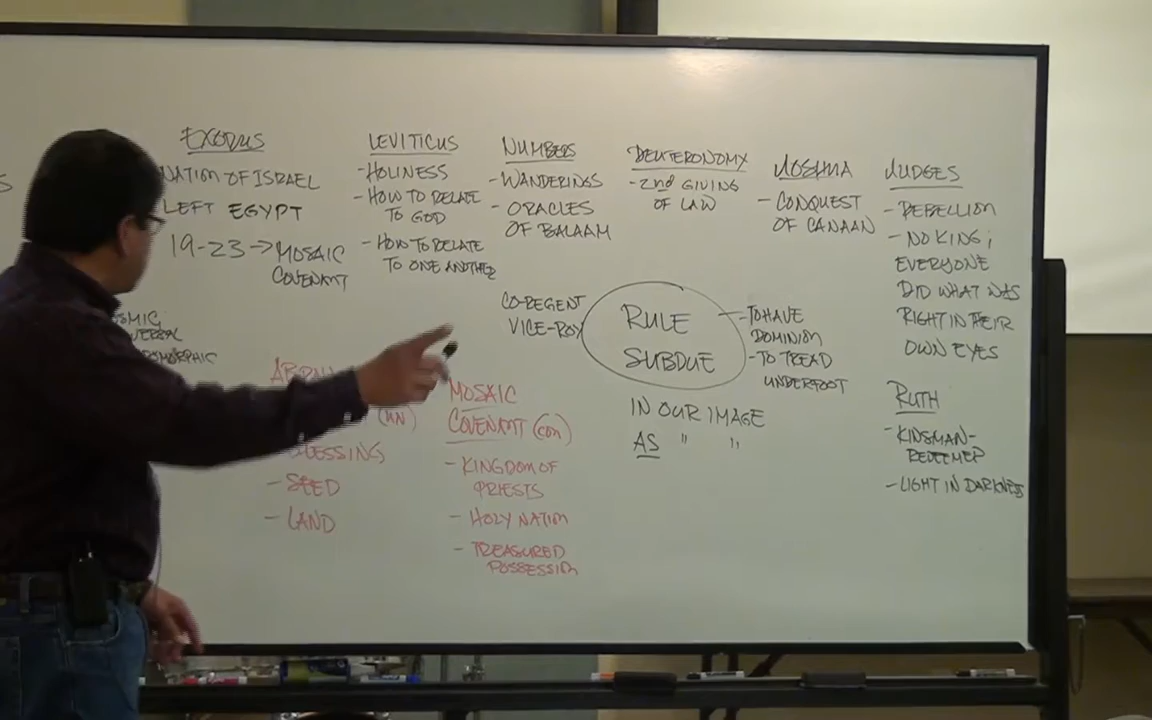 EXODUS
NATION OF ISRAEL
LEFT EGYPT
19-23 → MOSAIC
COVENANT
LEVITICUS
- HOLINESS
- HOW TO RELATE
TO GOD
- HOW TO RELATE
TO ONE ANOTHER
NUMBERS
- WANDERINGS
- ORACLES
OF BALAAM
DEUTERONOMY
- 2nd GIVING
OF LAW
JOSHUA
- CONQUEST
OF CANAAN
JUDGES
- REBELLION
- NO KING;
EVERYONE
DID WHAT WAS
RIGHT IN THEIR
OWN EYES
RUTH
- KINSMAN-
REDEEMER
- LIGHT IN DARKNESS
CO-REGENT
VICE-ROY
RULE
SUBDUE
- TO HAVE
DOMINION
- TO TREAD
UNDERFOOT
IN OUR IMAGE
AS " "
(UN)
- SEED
- LAND
MOSAIC
COVENANT (CON)
- KINGDOM OF
PRIESTS
- HOLY NATION
- TREASURED
POSSESSION